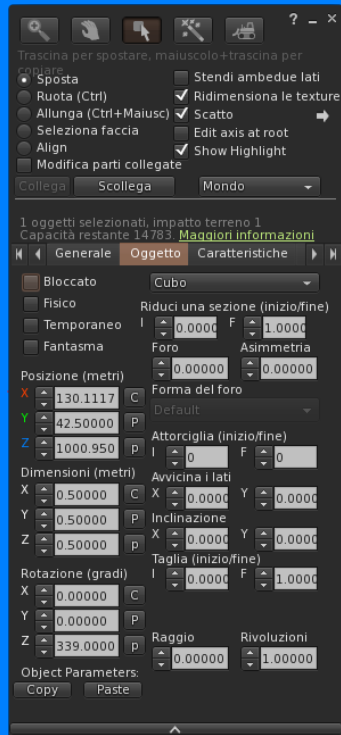 ? _ ×
Trascina per spostare, maiuscolo+trascina per
copiare
Sposta
Ruota (Ctrl)
Allunga (Ctrl+Maiusc)
Seleziona faccia
Align
Modifica parti collegate
Stendi ambedue lati
Ridimensiona le texture
Scatto
Edit axis at root
Show Highlight
Collega Scollega Mondo
1 oggetti selezionati, impatto terreno 1
Capacità restante 14783. Maggiori informazioni
Generale Oggetto Caratteristiche
Bloccato
Fisico
Temporaneo
Fantasma
Posizione (metri)
X 130.1117 C
Y 42.50000 P
Z 1000.950 p
Dimensioni (metri)
X 0.50000 C
Y 0.50000 P
Z 0.50000 p
Rotazione (gradi)
X 0.00000 C
Y 0.00000 P
Z 339.0000 p
Object Parameters:
Copy Paste
Cubo
Riduci una sezione (inizio/fine)
I 0.0000 F 1.0000
Foro Asimmetria
0.00000 0.00000
Forma del foro
Default
Attorciglia (inizio/fine)
I 0 F 0
Avvicina i lati
X 0.0000 Y 0.0000
Inclinazione
X 0.0000 Y 0.0000
Taglia (inizio/fine)
I 0.0000 F 1.0000
Raggio Rivoluzioni
0.00000 1.00000